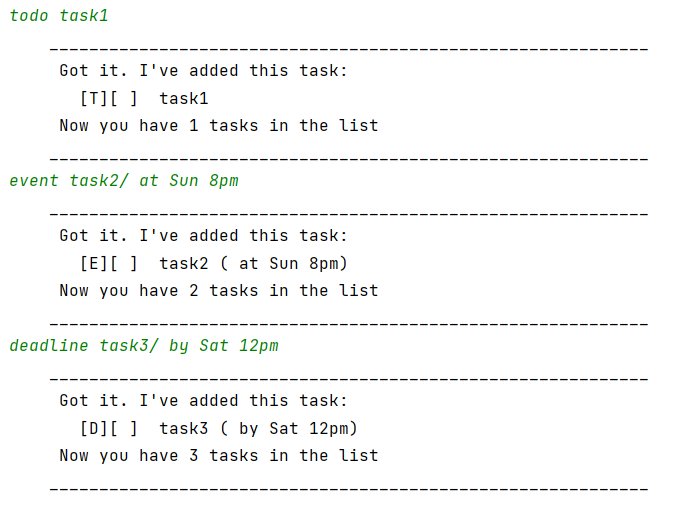 todo task1
____________________________________________________________
Got it. I've added this task:
[T][ ]  task1
Now you have 1 tasks in the list
____________________________________________________________
event task2/ at Sun 8pm
____________________________________________________________
Got it. I've added this task:
[E][ ]  task2 ( at Sun 8pm)
Now you have 2 tasks in the list
____________________________________________________________
deadline task3/ by Sat 12pm
____________________________________________________________
Got it. I've added this task:
[D][ ]  task3 ( by Sat 12pm)
Now you have 3 tasks in the list
____________________________________________________________